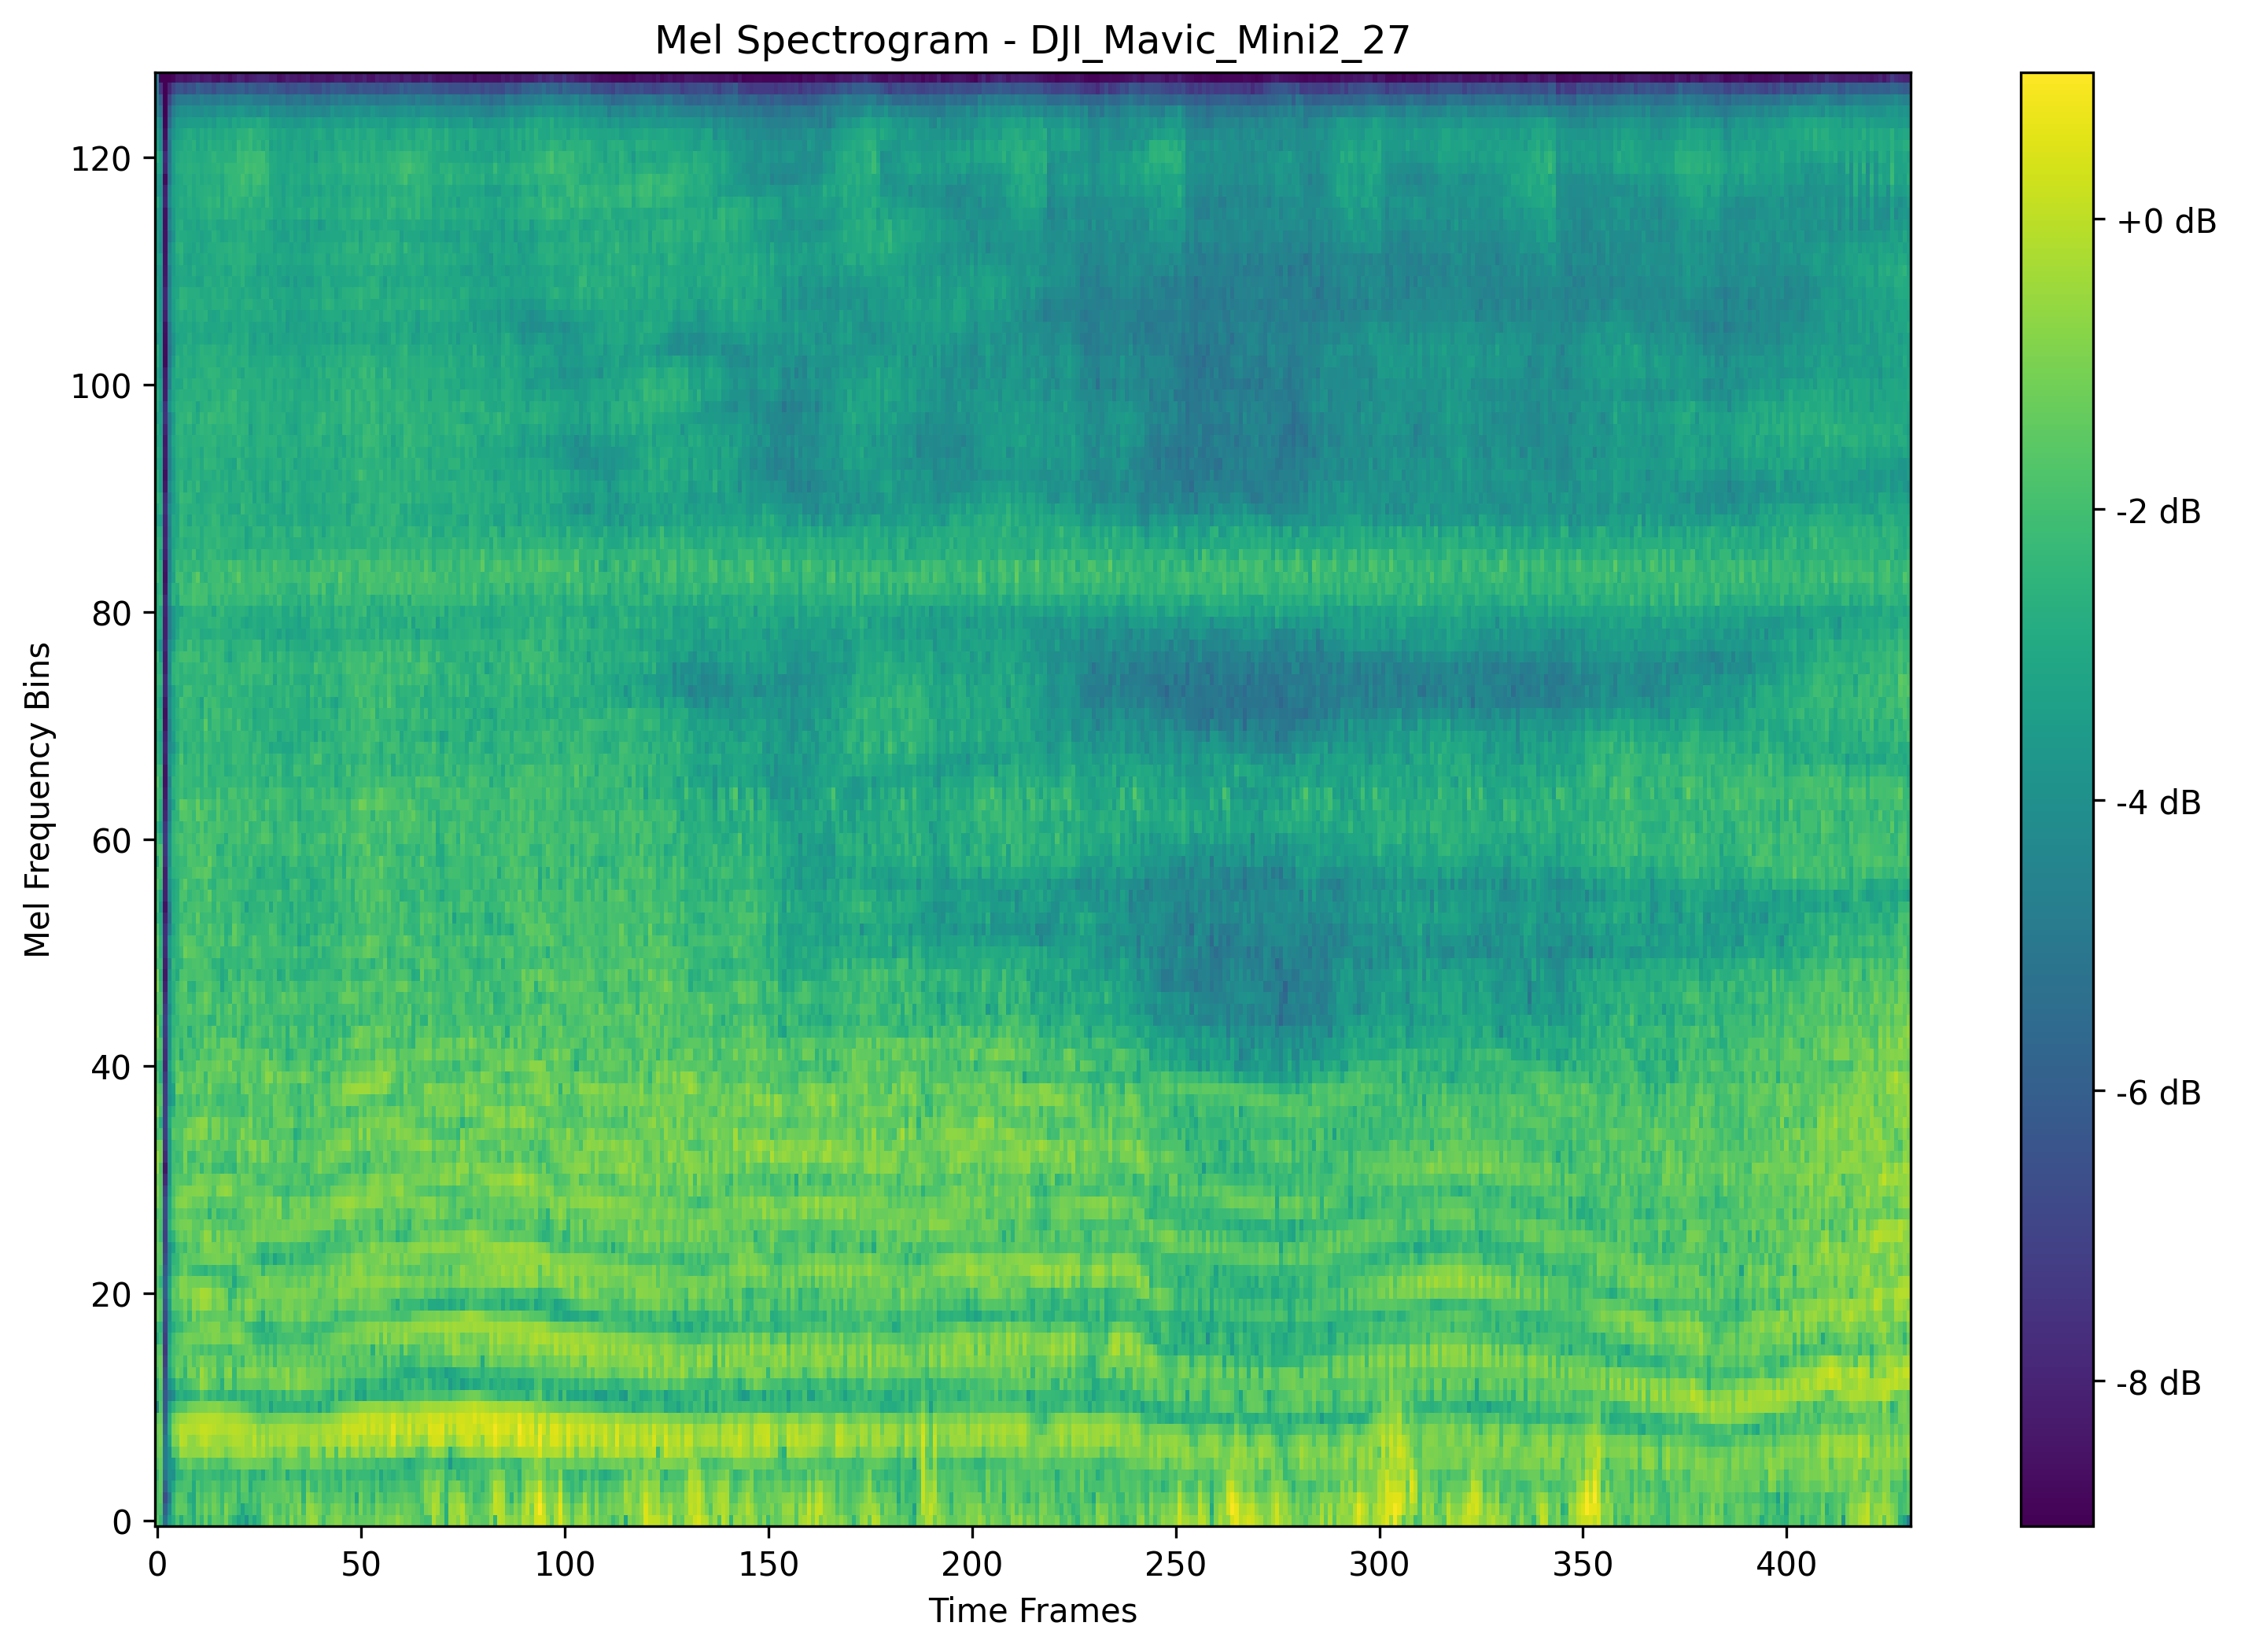 Mel Spectrogram - DJI_Mavic_Mini2_27
Mel Frequency Bins
120
100
80
60
40
20
0
0 50 100 150 200 250 300 350 400
Time Frames
+0 dB
-2 dB
-4 dB
-6 dB
-8 dB